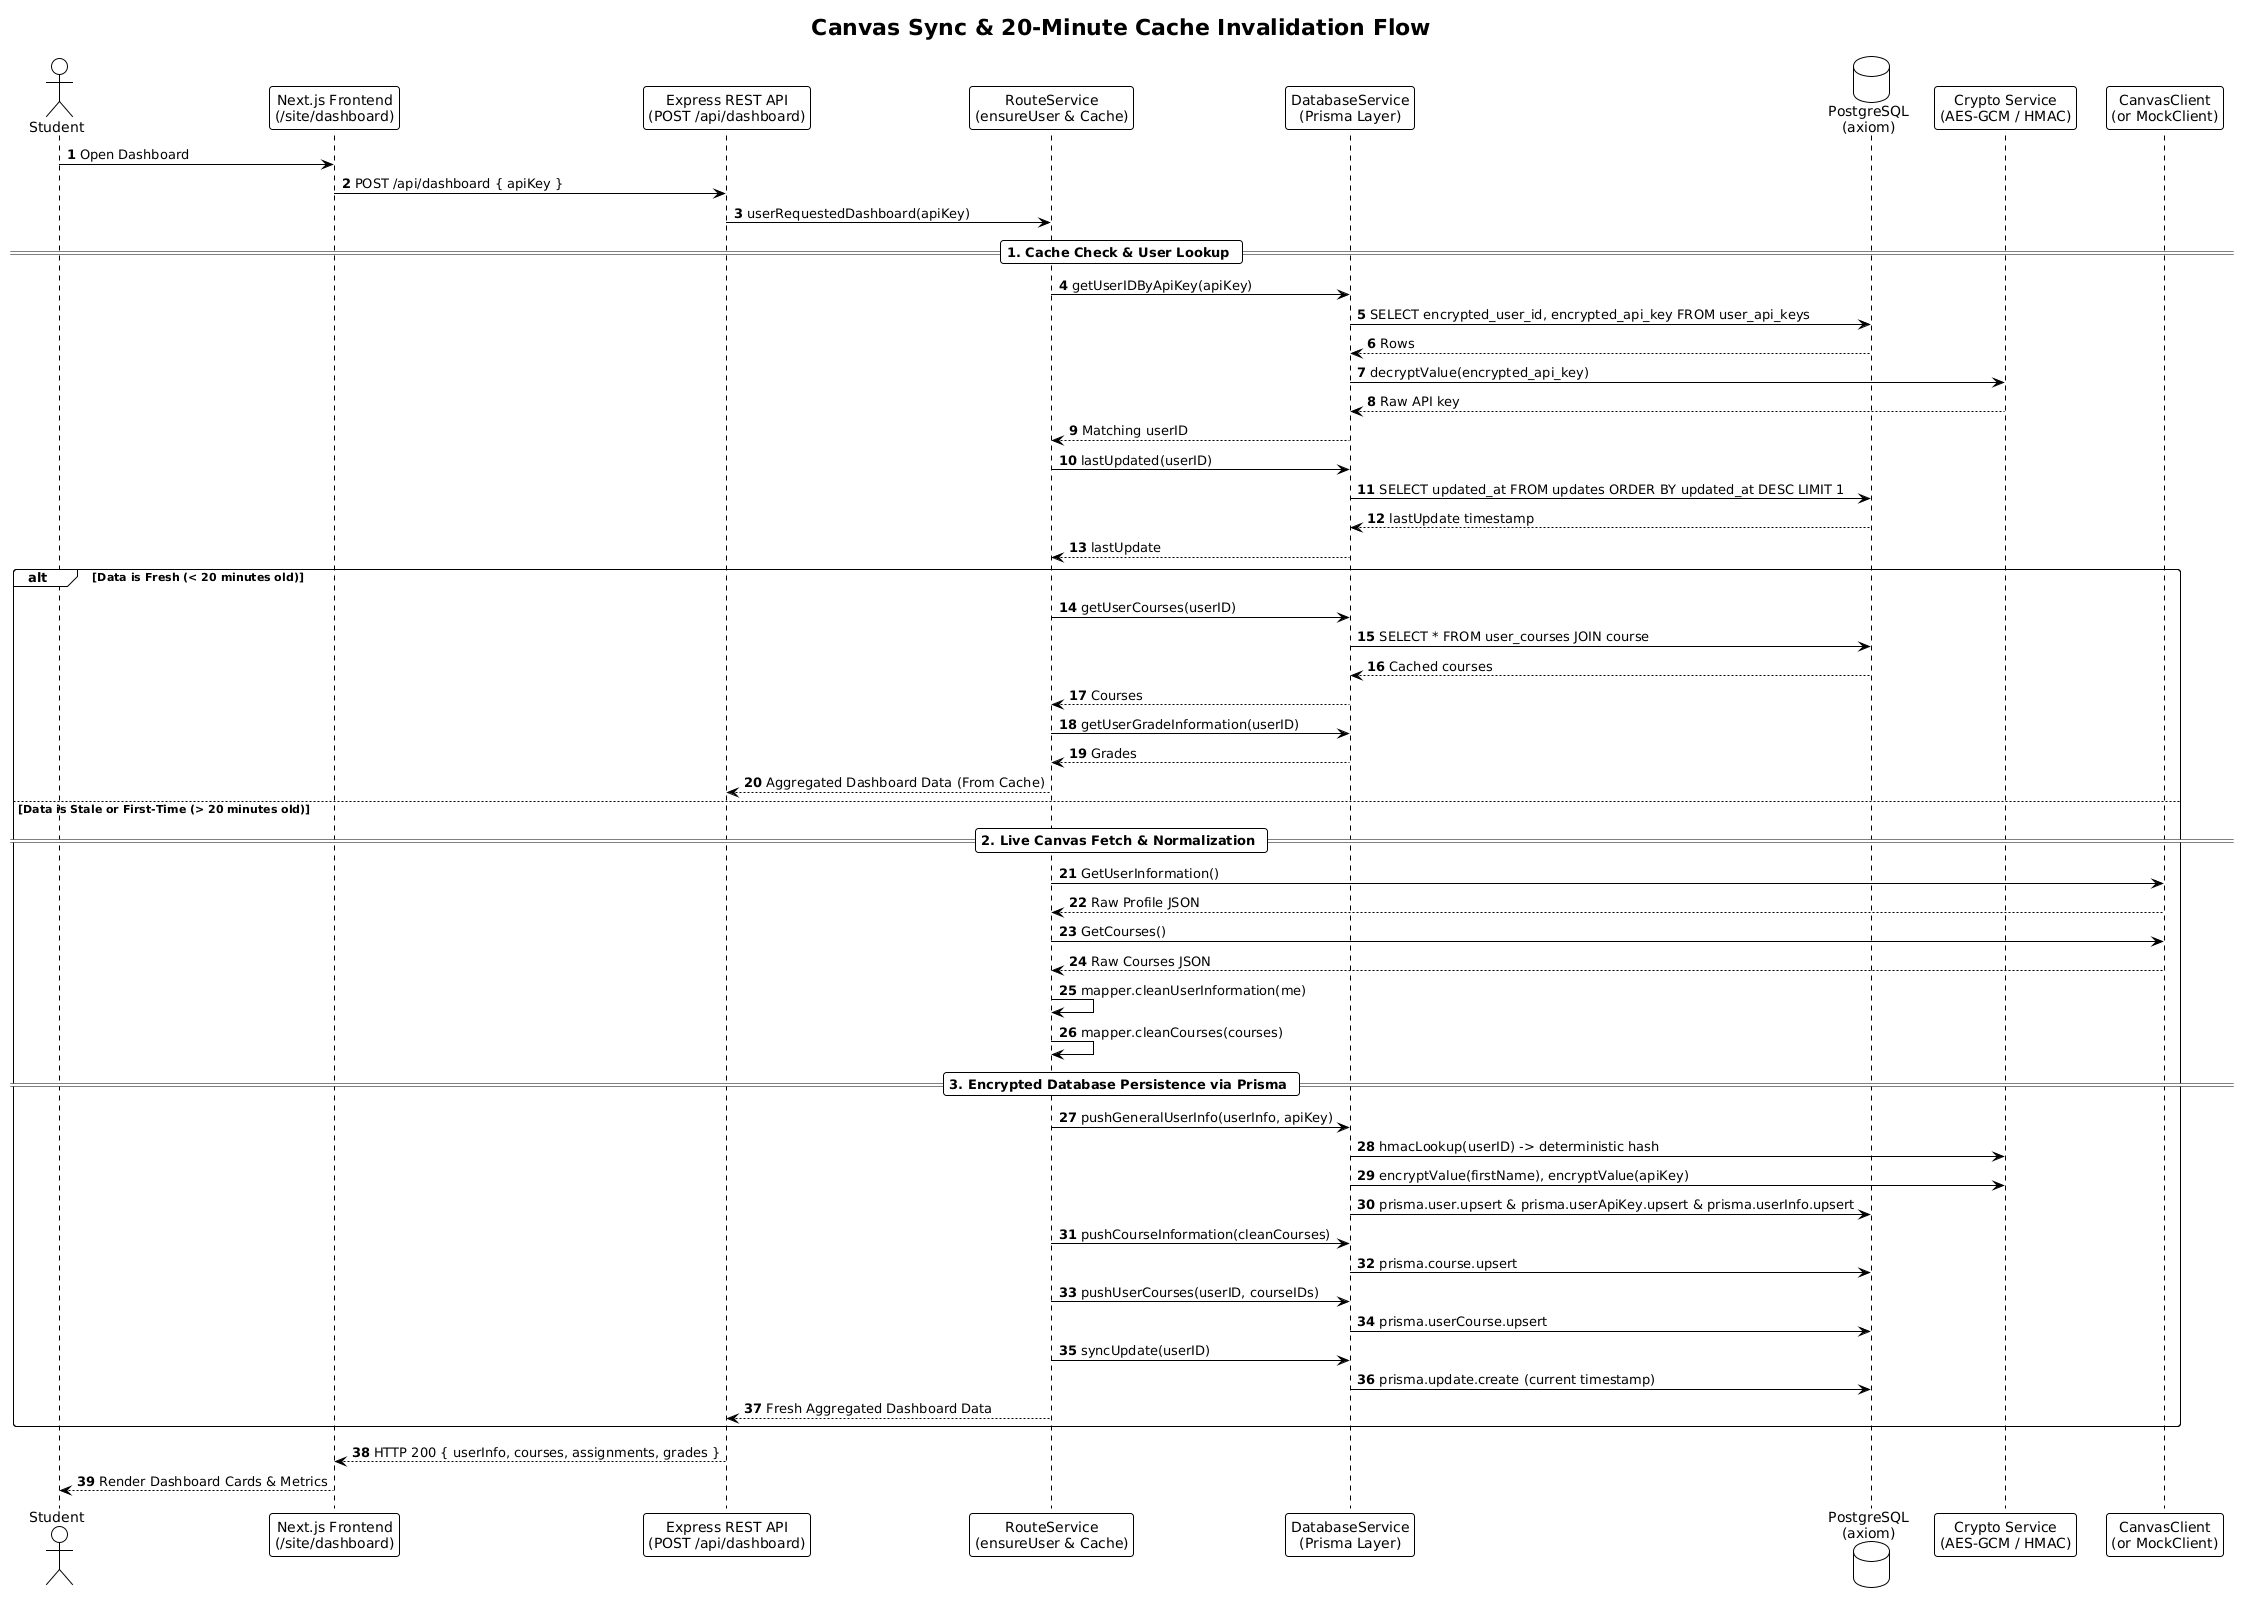 Canvas Sync & 20-Minute Cache Invalidation Flow
Student
Next.js Frontend
(/site/dashboard)
Express REST API
(POST /api/dashboard)
RouteService
(ensureUser & Cache)
DatabaseService
(Prisma Layer)
PostgreSQL
(axiom)
Crypto Service
(AES-GCM / HMAC)
CanvasClient
(or MockClient)
1 Open Dashboard
2 POST /api/dashboard { apiKey }
3 userRequestedDashboard(apiKey)
1. Cache Check & User Lookup
4 getUserIDByApiKey(apiKey)
5 SELECT encrypted_user_id, encrypted_api_key FROM user_api_keys
6 Rows
7 decryptValue(encrypted_api_key)
8 Raw API key
9 Matching userID
10 lastUpdated(userID)
11 SELECT updated_at FROM updates ORDER BY updated_at DESC LIMIT 1
12 lastUpdate timestamp
13 lastUpdate
alt [Data is Fresh (< 20 minutes old)]
14 getUserCourses(userID)
15 SELECT * FROM user_courses JOIN course
16 Cached courses
17 Courses
18 getUserGradeInformation(userID)
19 Grades
20 Aggregated Dashboard Data (From Cache)
[Data is Stale or First-Time (> 20 minutes old)]
2. Live Canvas Fetch & Normalization
21 GetUserInformation()
22 Raw Profile JSON
23 GetCourses()
24 Raw Courses JSON
25 mapper.cleanUserInformation(me)
26 mapper.cleanCourses(courses)
3. Encrypted Database Persistence via Prisma
27 pushGeneralUserInfo(userInfo, apiKey)
28 hmacLookup(userID) -> deterministic hash
29 encryptValue(firstName), encryptValue(apiKey)
30 prisma.user.upsert & prisma.userApiKey.upsert & prisma.userInfo.upsert
31 pushCourseInformation(cleanCourses)
32 prisma.course.upsert
33 pushUserCourses(userID, courseIDs)
34 prisma.userCourse.upsert
35 syncUpdate(userID)
36 prisma.update.create (current timestamp)
37 Fresh Aggregated Dashboard Data
38 HTTP 200 { userInfo, courses, assignments, grades }
39 Render Dashboard Cards & Metrics
Student
Next.js Frontend
(/site/dashboard)
Express REST API
(POST /api/dashboard)
RouteService
(ensureUser & Cache)
DatabaseService
(Prisma Layer)
PostgreSQL
(axiom)
Crypto Service
(AES-GCM / HMAC)
CanvasClient
(or MockClient)